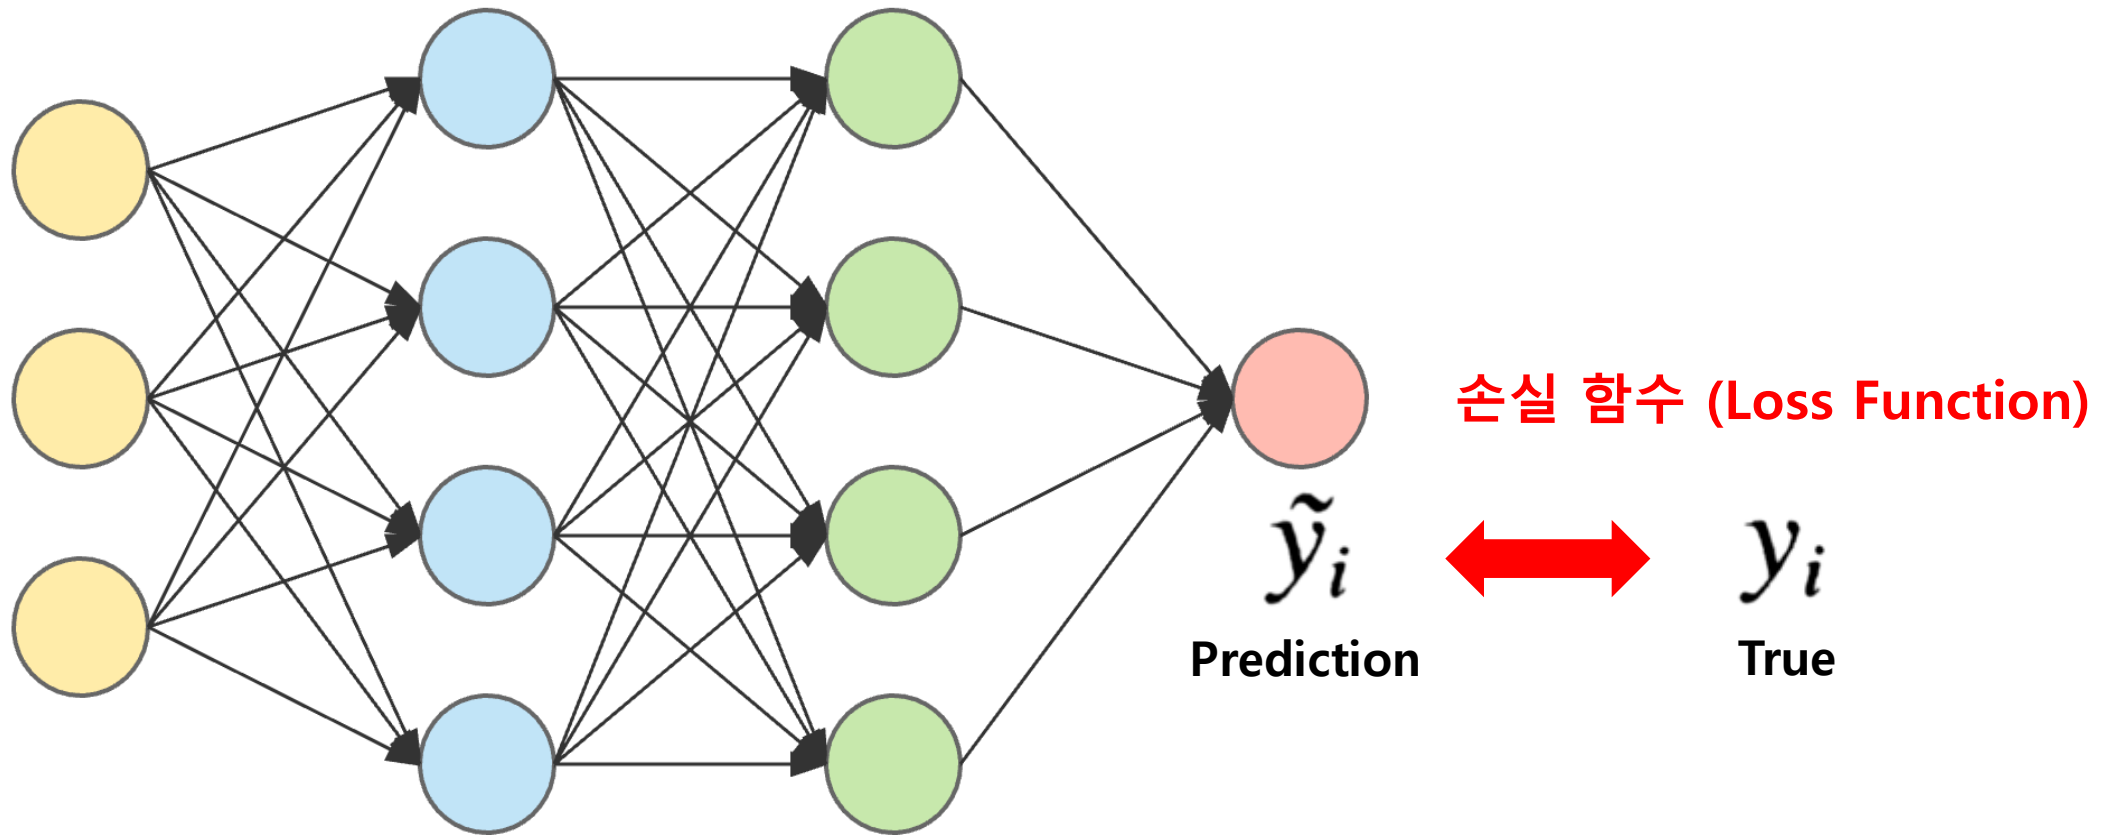 손실 함수 (Loss Function)
ỹᵢ
yᵢ
Prediction
True